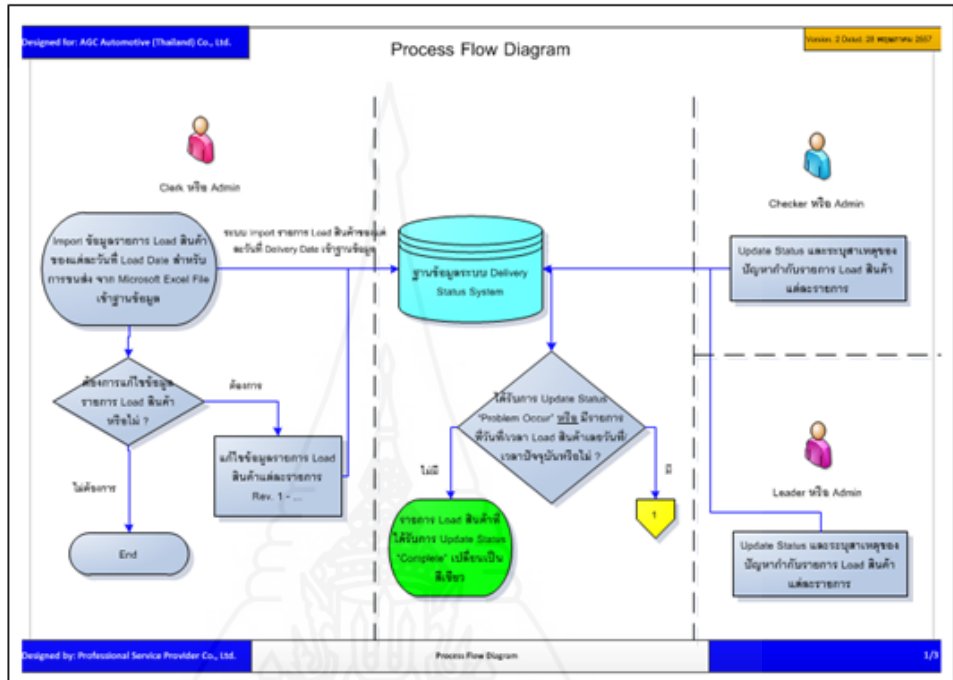 Designed for: AGC Automotive (Thailand) Co., Ltd.
Process Flow Diagram
Version. 2 Dated. 28 พฤษภาคม 2557
Clerk หรือ Admin
Import ข้อมูลรายการ Load สินค้า
ของแต่ละวันที่ Load Date สำหรับ
การขนส่ง จาก Microsoft Excel File
เข้าฐานข้อมูล
ระบบ Import รายการ Load สินค้าของแต่
ละวันที่ Delivery Date เข้าฐานข้อมูล
ต้องการแก้ไขข้อมูล
รายการ Load สินค้า
หรือไม่ ?
ต้องการ
แก้ไขข้อมูลรายการ Load
สินค้าแต่ละรายการ
Rev. 1 - ...
ไม่ต้องการ
End
ฐานข้อมูลระบบ Delivery
Status System
ได้รับการ Update Status
"Problem Occur" หรือ มีรายการ
ที่วันที่/เวลา Load สินค้าเลยวันที่/
เวลาปัจจุบันหรือไม่ ?
ไม่มี
มี
รายการ Load สินค้าที่
ได้รับการ Update Status
"Complete" เปลี่ยนเป็น
สีเขียว
1
Checker หรือ Admin
Update Status และระบุสาเหตุของ
ปัญหากำกับรายการ Load สินค้า
แต่ละรายการ
Leader หรือ Admin
Update Status และระบุสาเหตุของ
ปัญหากำกับรายการ Load สินค้า
แต่ละรายการ
Designed by: Professional Service Provider Co., Ltd.
Process Flow Diagram
1/3